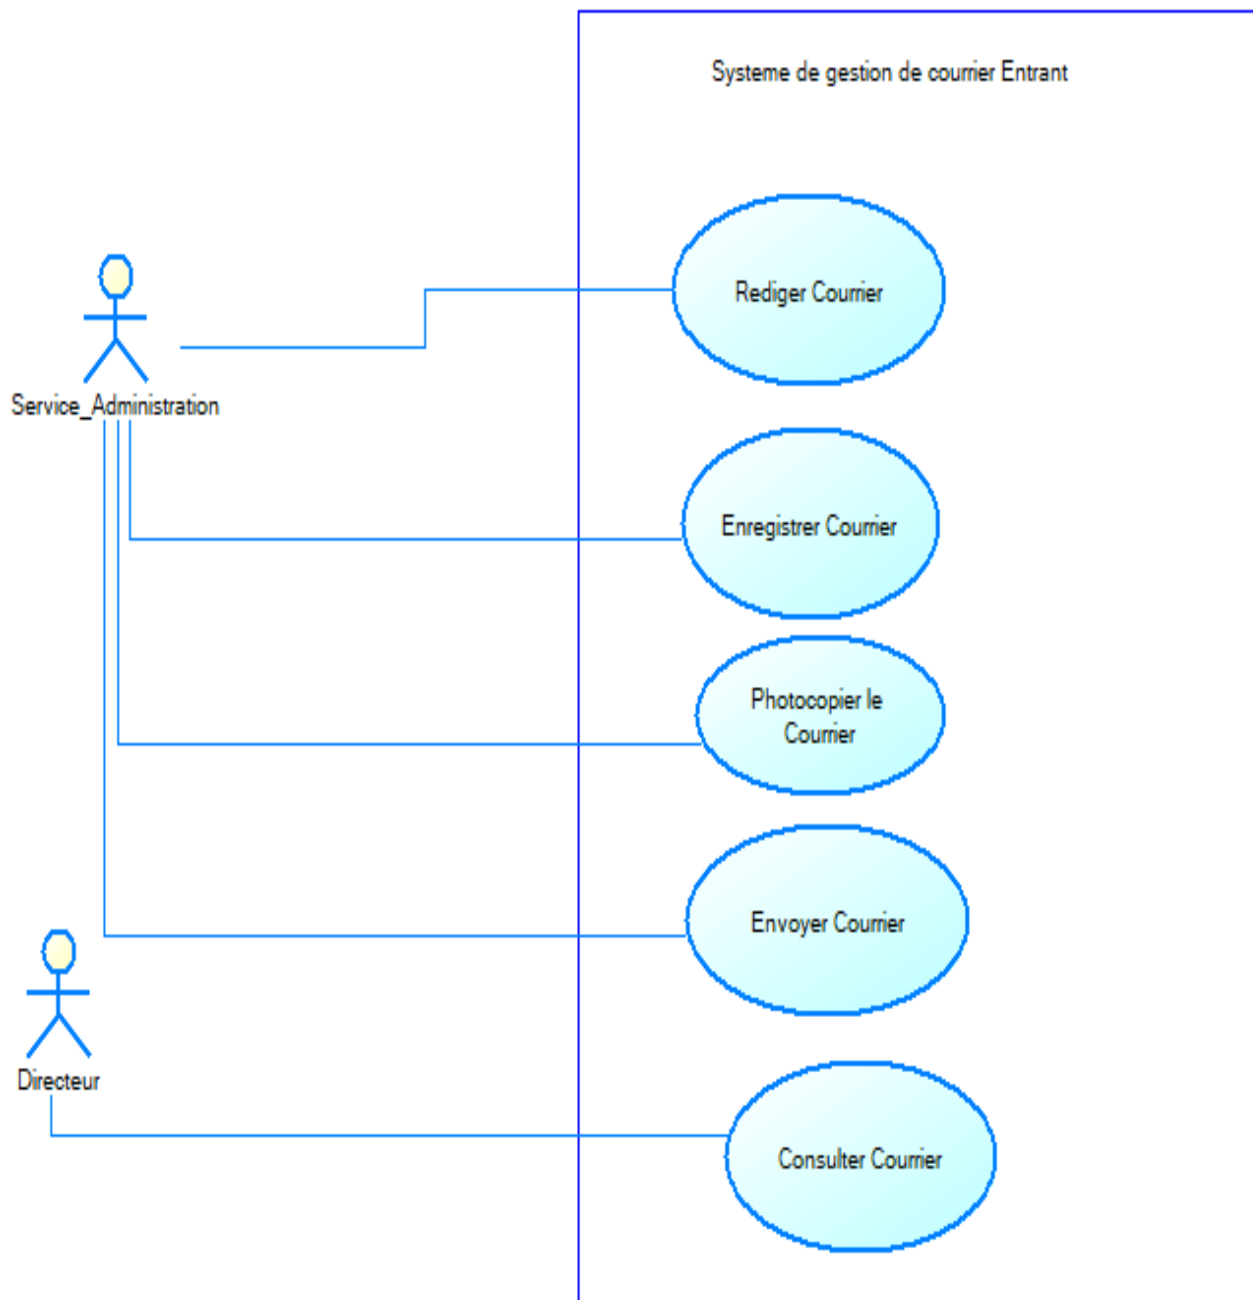 Systeme de gestion de courrier Entrant
Rediger Courrier
Service_Administration
Enregistrer Courrier
Photocopier le
Courrier
Envoyer Courrier
Directeur
Consulter Courrier